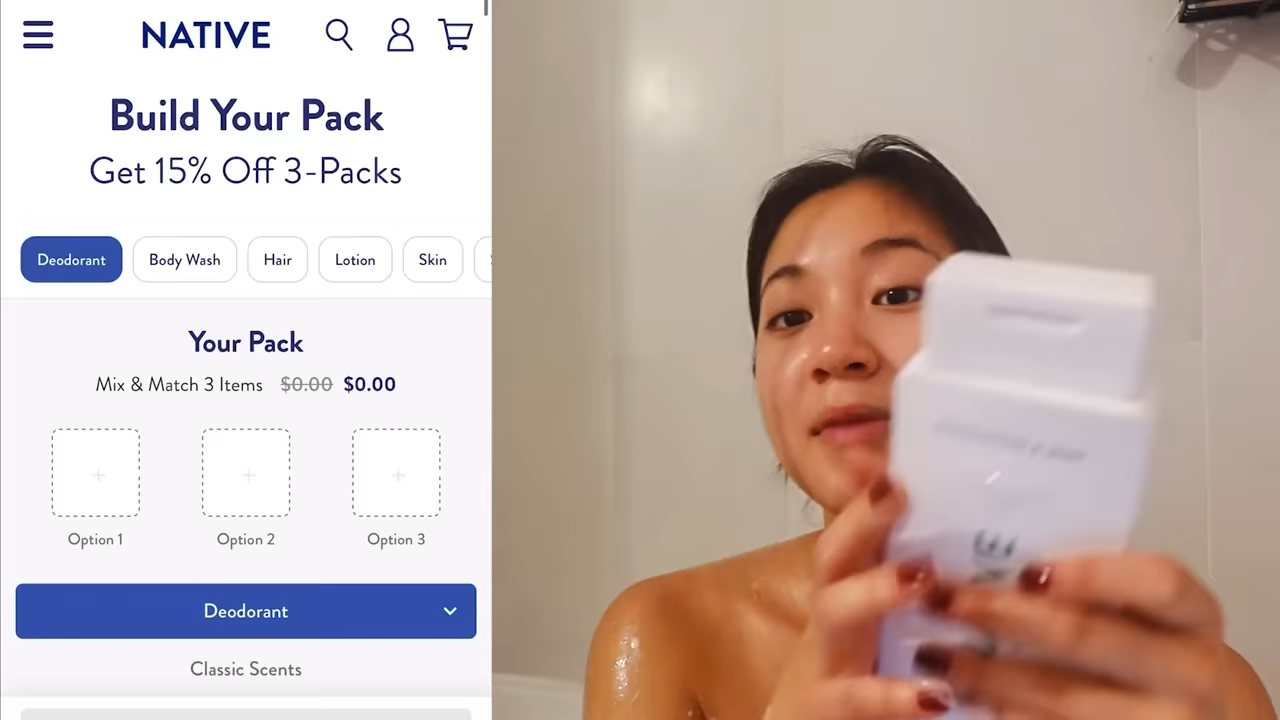 NATIVE
Build Your Pack
Get 15% Off 3-Packs
Deodorant
Body Wash
Hair
Lotion
Skin
Your Pack
Mix & Match 3 Items $0.00 $0.00
+ + +
Option 1 Option 2 Option 3
Deodorant
Classic Scents